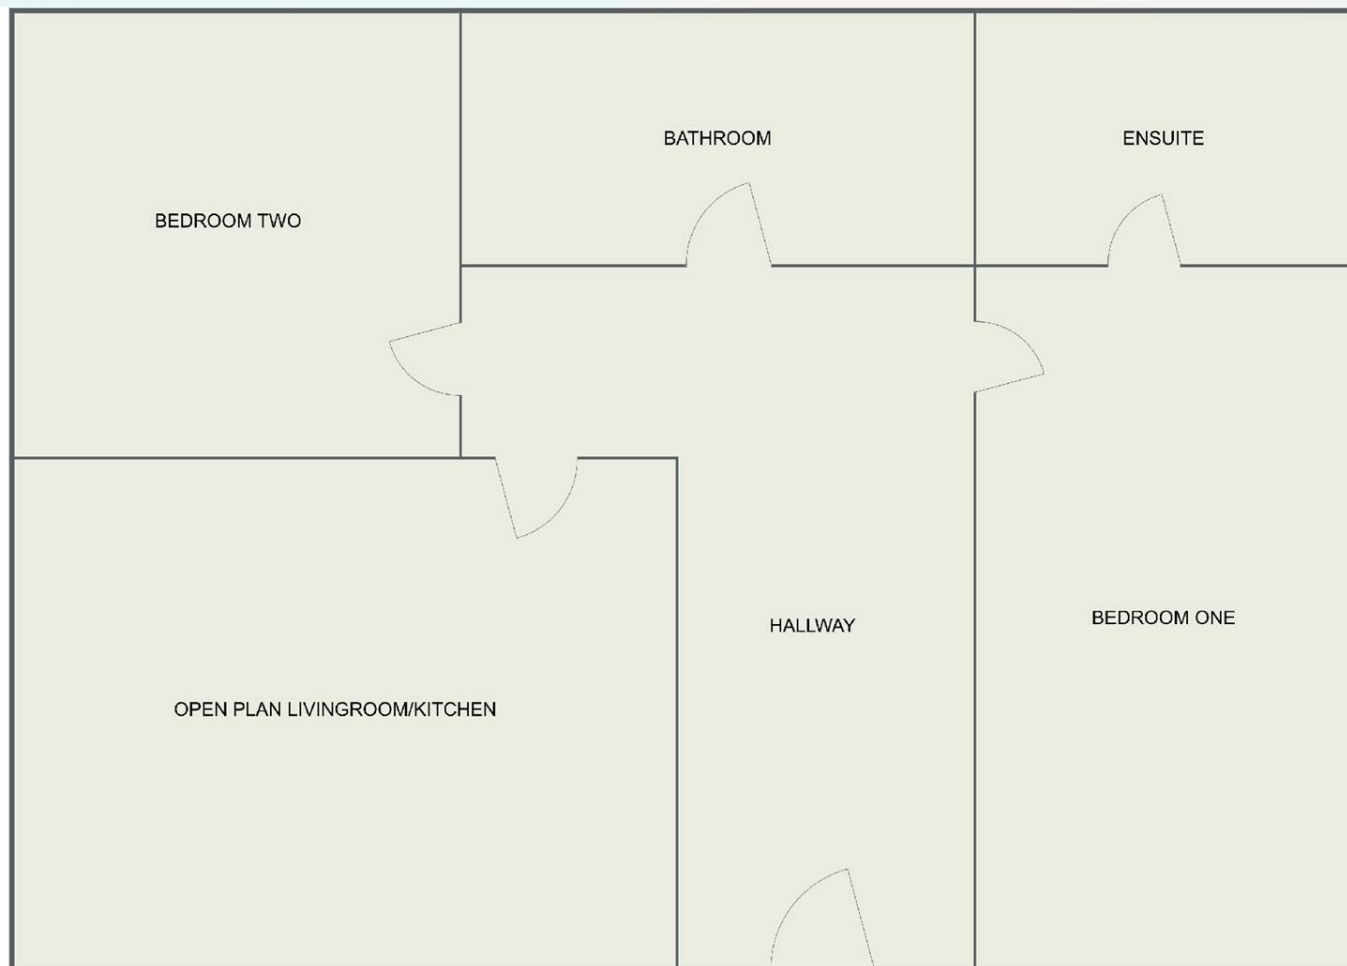 BATHROOM
ENSUITE
BEDROOM TWO
HALLWAY
BEDROOM ONE
OPEN PLAN LIVINGROOM/KITCHEN